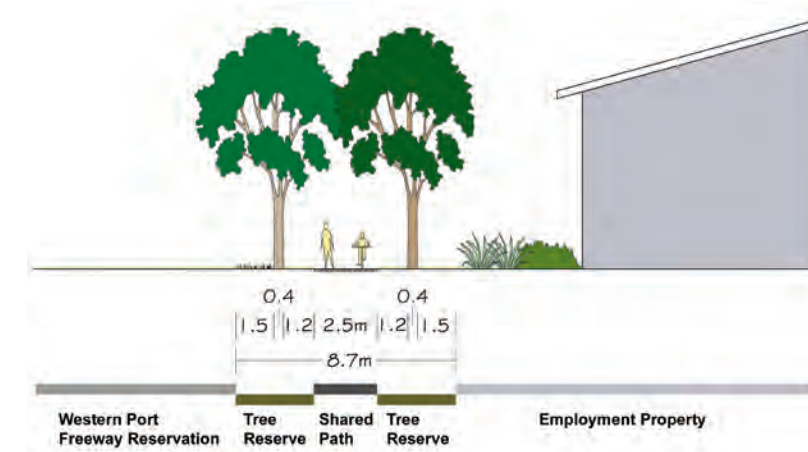 0.4 0.4
1.5 1.2 2.5m 1.2 1.5
8.7m
Western Port
Freeway Reservation
Tree
Reserve
Shared
Path
Tree
Reserve
Employment Property